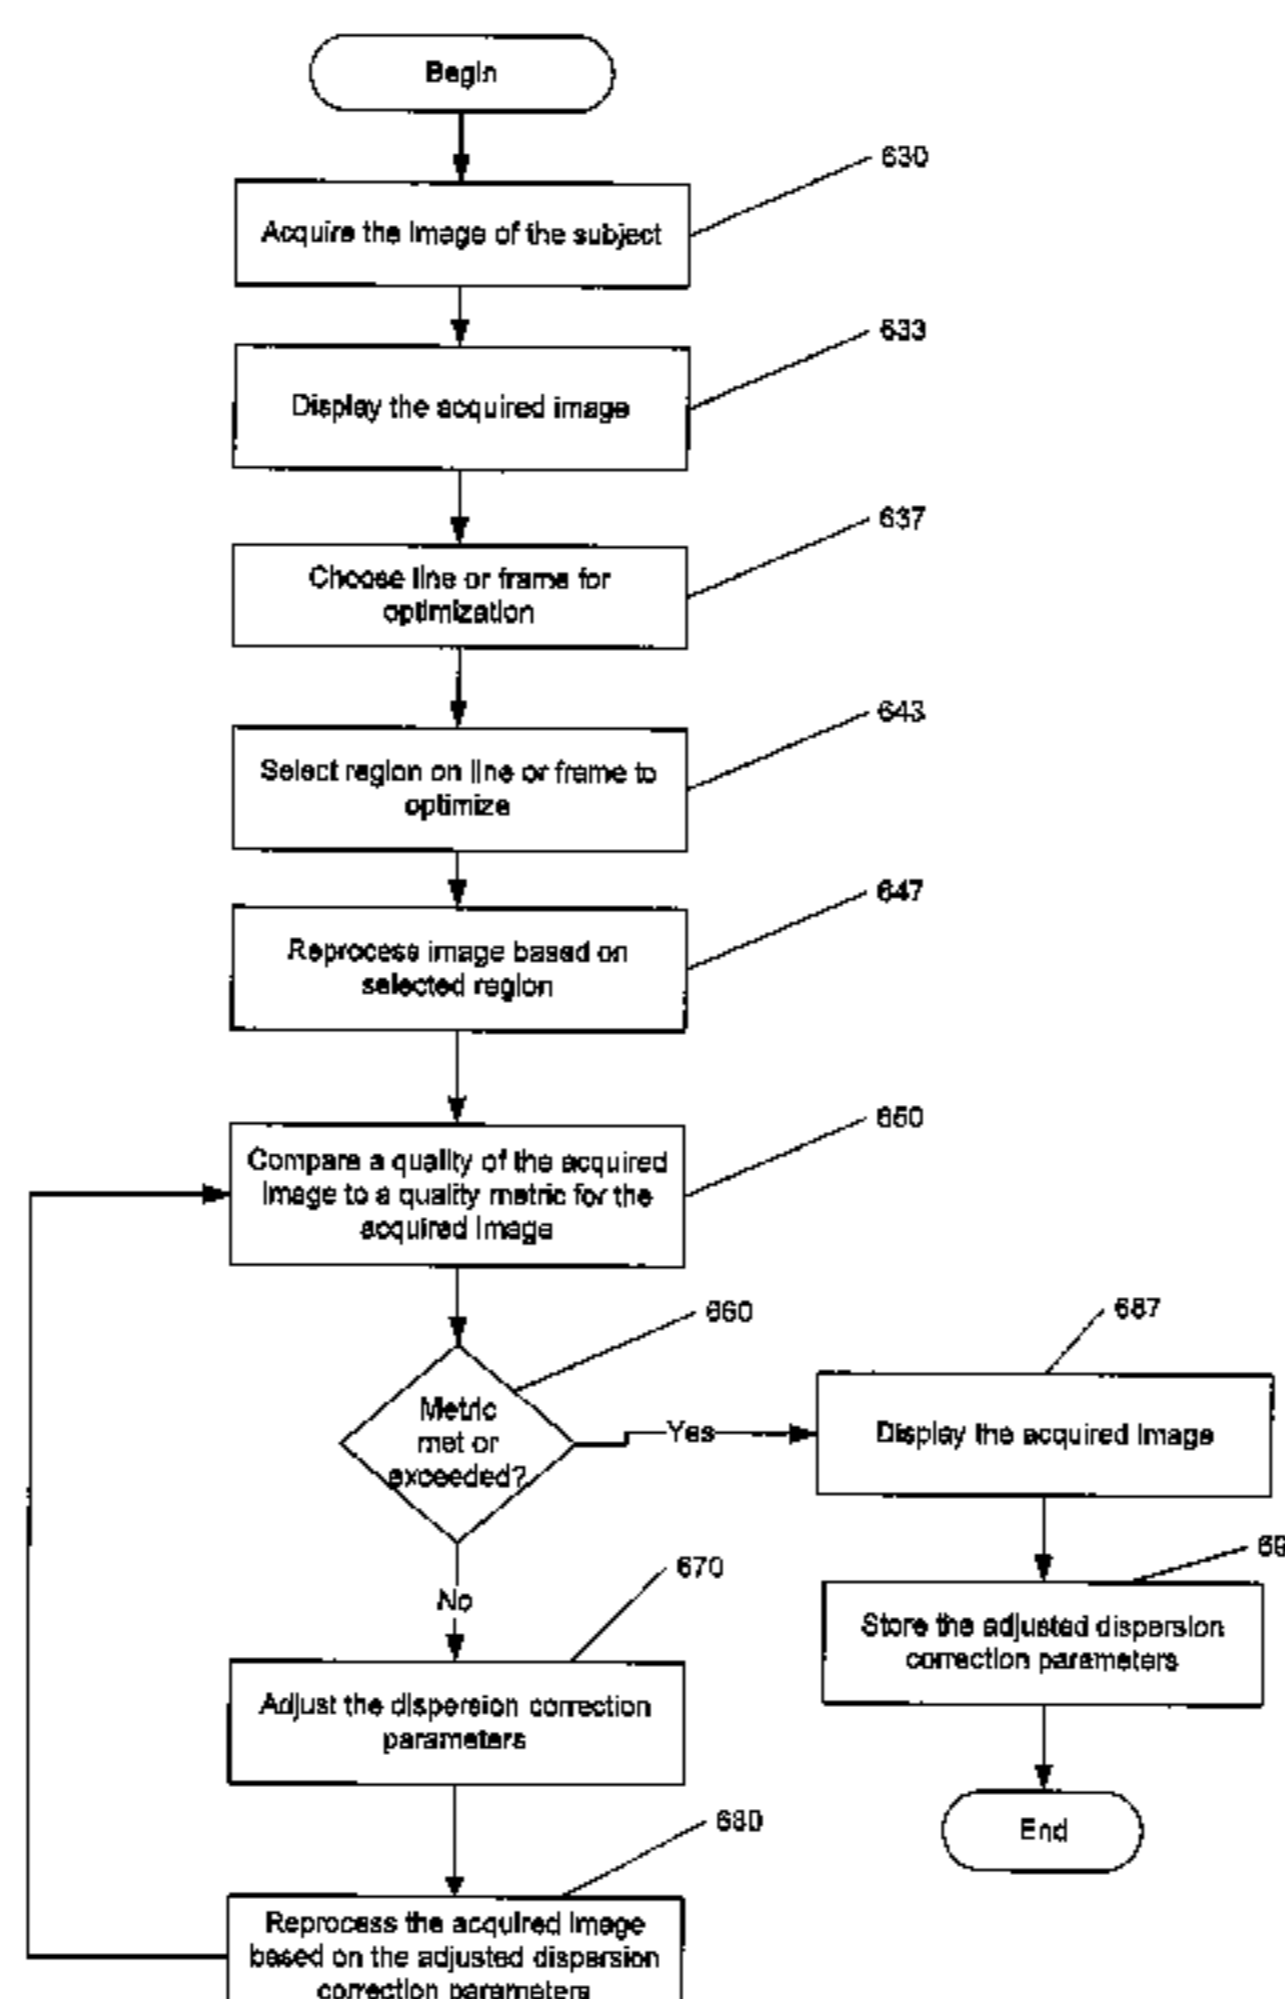 Begin
630
Acquire the image of the subject
633
Display the acquired image
637
Choose line or frame for
optimization
643
Select region on line or frame to
optimize
647
Reprocess image based on
selected region
650
Compare a quality of the acquired
image to a quality metric for the
acquired image
660
Metric
met or
exceeded?
Yes
687
Display the acquired image
No
670
69
Store the adjusted dispersion
correction parameters
Adjust the dispersion correction
parameters
End
680
Reprocess the acquired image
based on the adjusted dispersion
correction parameters